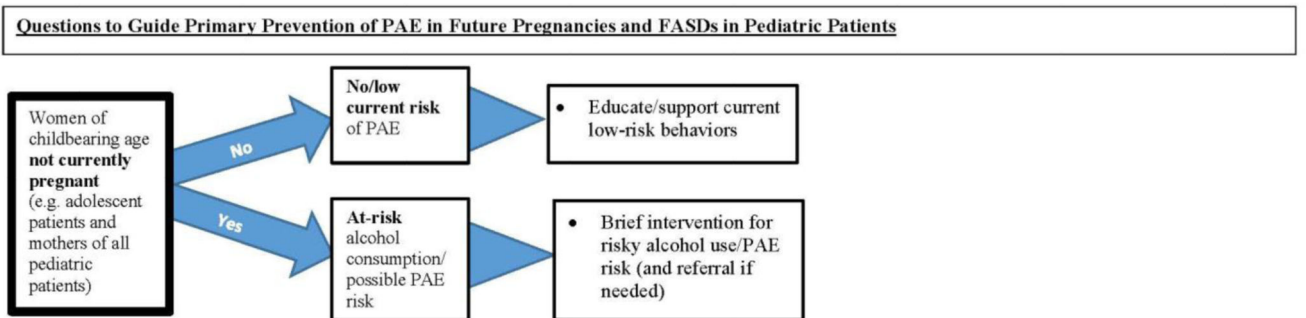 Questions to Guide Primary Prevention of PAE in Future Pregnancies and FASDs in Pediatric Patients
Women of
childbearing age
not currently
pregnant
(e.g. adolescent
patients and
mothers of all
pediatric
patients)
No
No/low
current risk
of PAE
• Educate/support current
low-risk behaviors
Yes
At-risk
alcohol
consumption/
possible PAE
risk
• Brief intervention for
risky alcohol use/PAE
risk (and referral if
needed)